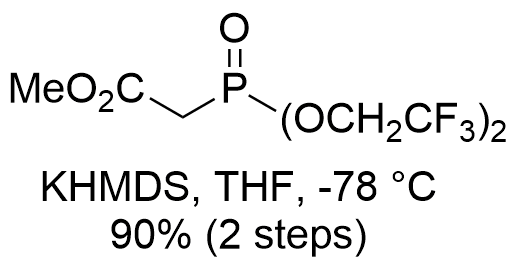 O
MeO₂C P (OCH₂CF₃)₂
KHMDS, THF, -78 °C
90% (2 steps)